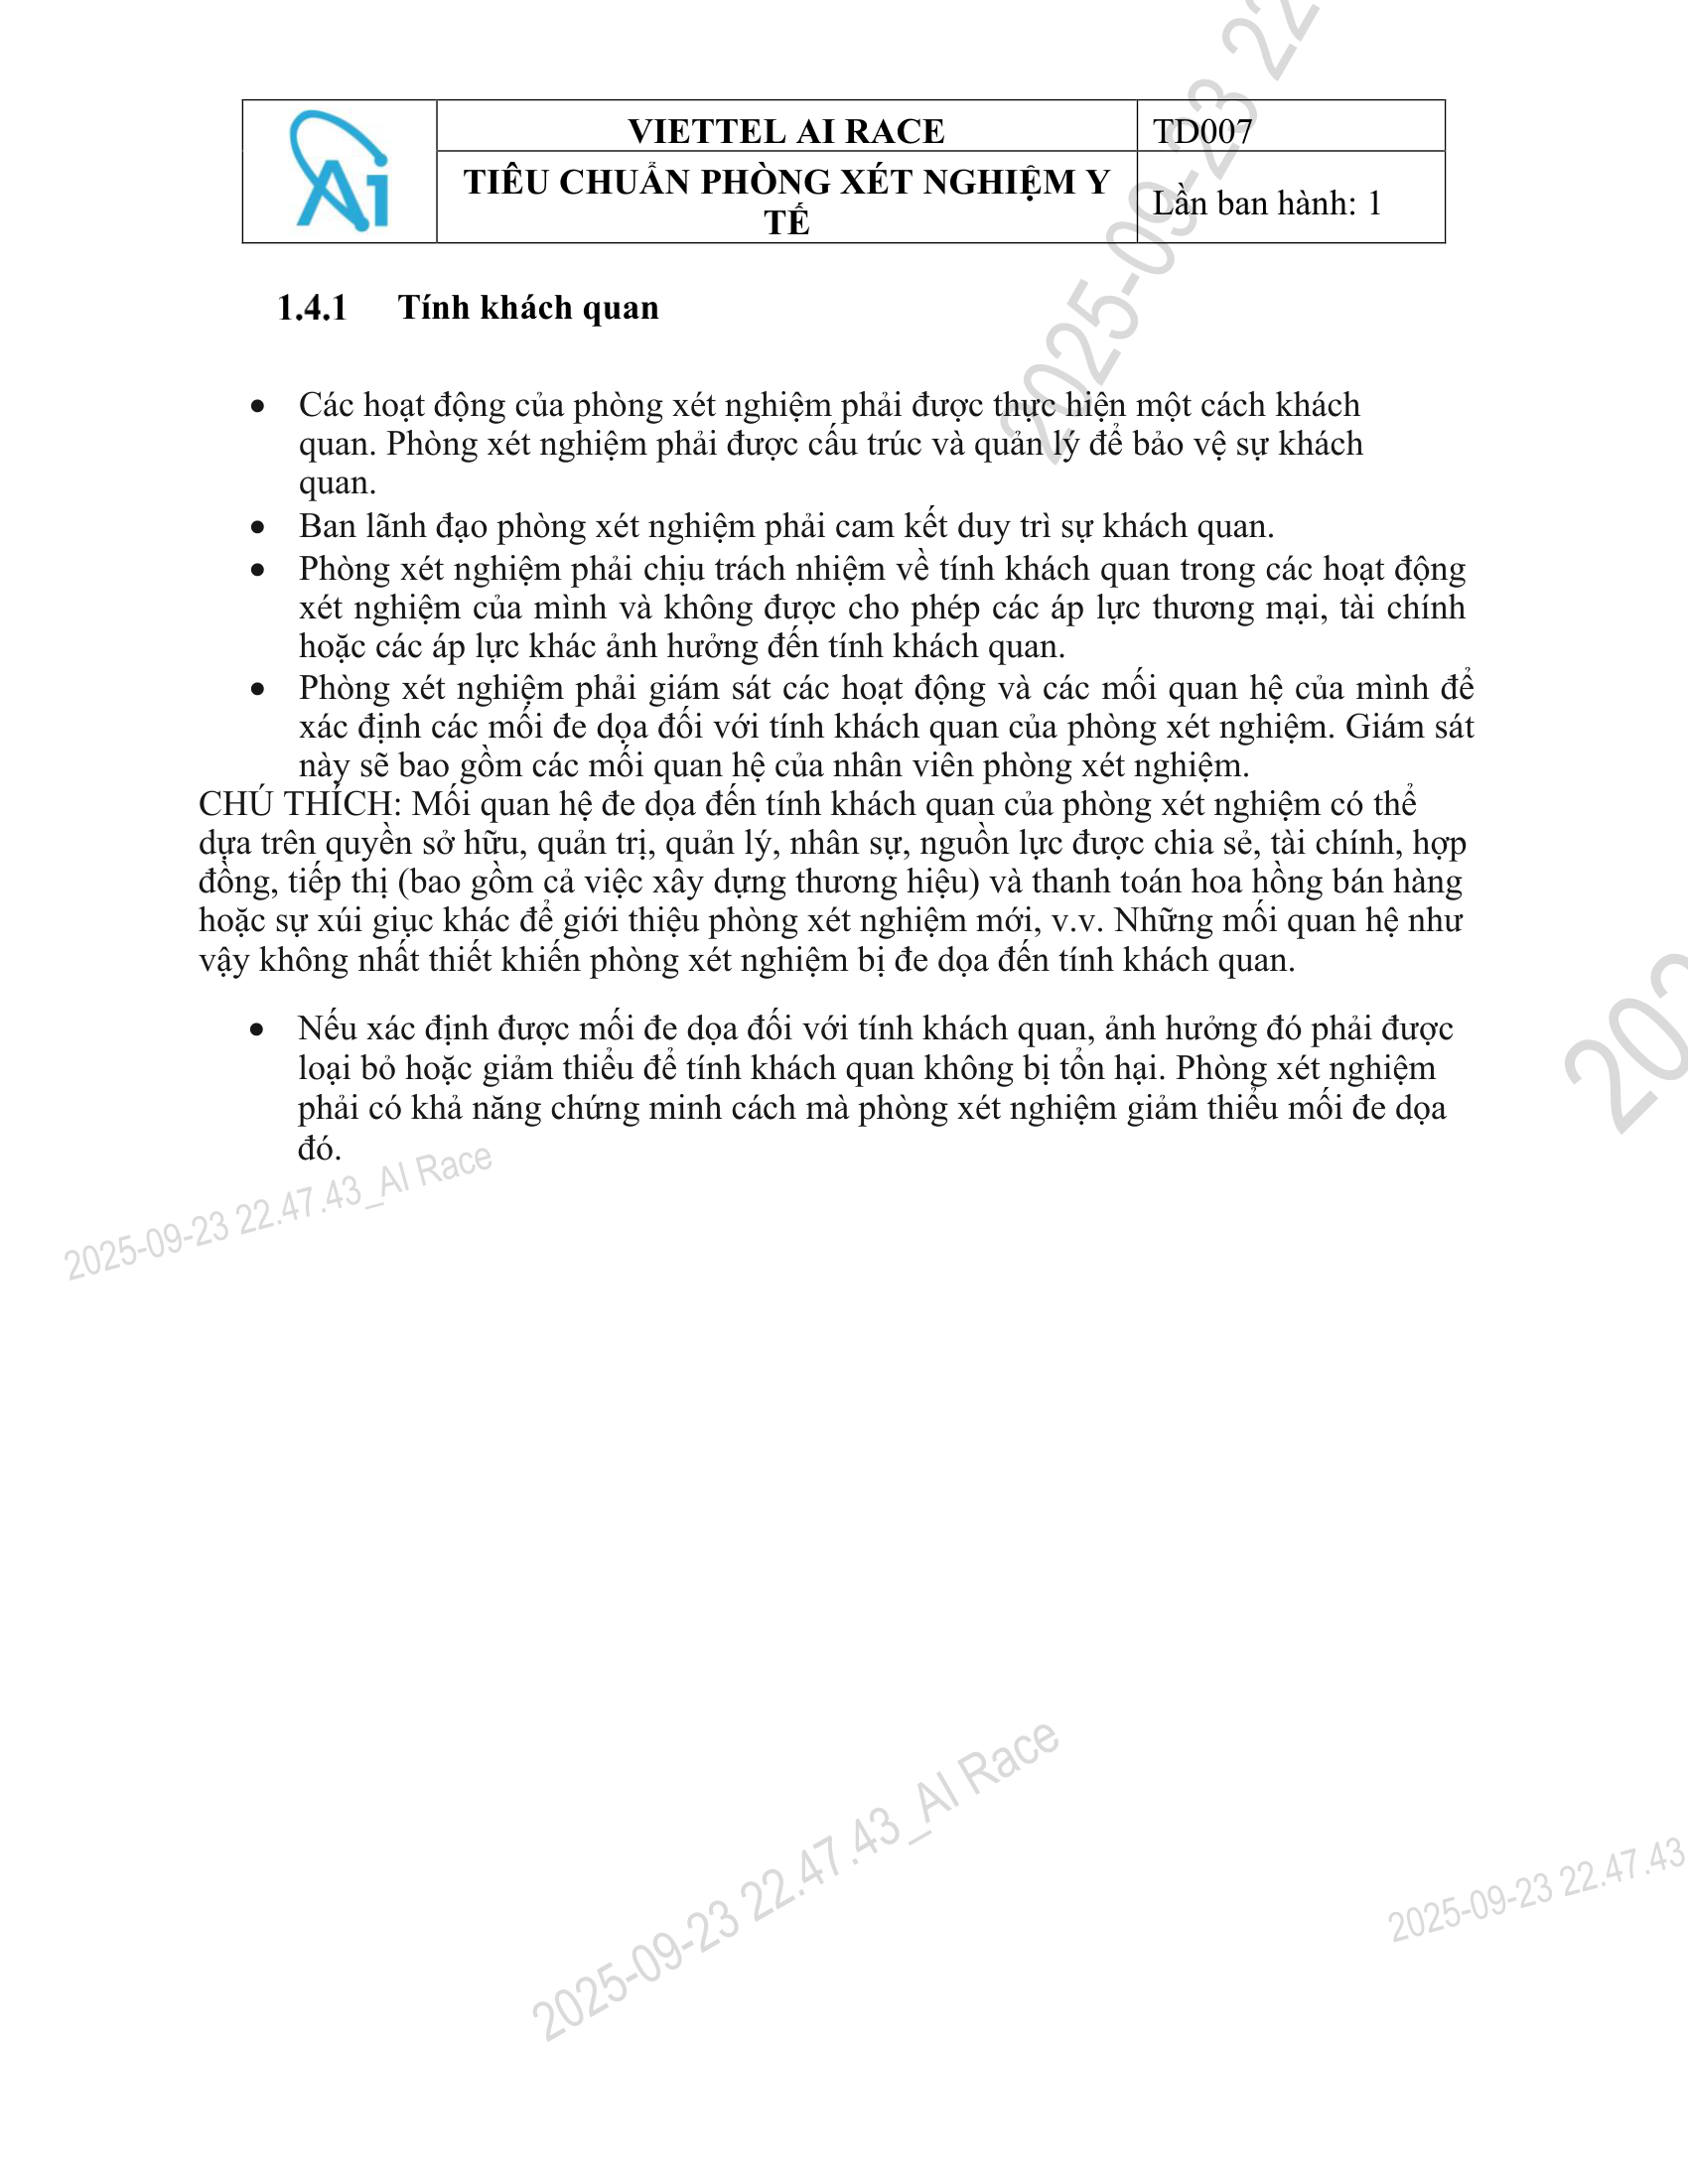 Ai
VIETTEL AI RACE
TD007
TIÊU CHUẨN PHÒNG XÉT NGHIỆM Y
TẾ
Lần ban hành: 1
1.4.1 Tính khách quan
• Các hoạt động của phòng xét nghiệm phải được thực hiện một cách khách
quan. Phòng xét nghiệm phải được cấu trúc và quản lý để bảo vệ sự khách
quan.
• Ban lãnh đạo phòng xét nghiệm phải cam kết duy trì sự khách quan.
• Phòng xét nghiệm phải chịu trách nhiệm về tính khách quan trong các hoạt động
xét nghiệm của mình và không được cho phép các áp lực thương mại, tài chính
hoặc các áp lực khác ảnh hưởng đến tính khách quan.
• Phòng xét nghiệm phải giám sát các hoạt động và các mối quan hệ của mình để
xác định các mối đe dọa đối với tính khách quan của phòng xét nghiệm. Giám sát
này sẽ bao gồm các mối quan hệ của nhân viên phòng xét nghiệm.
CHÚ THÍCH: Mối quan hệ đe dọa đến tính khách quan của phòng xét nghiệm có thể
dựa trên quyền sở hữu, quản trị, quản lý, nhân sự, nguồn lực được chia sẻ, tài chính, hợp
đồng, tiếp thị (bao gồm cả việc xây dựng thương hiệu) và thanh toán hoa hồng bán hàng
hoặc sự xúi giục khác để giới thiệu phòng xét nghiệm mới, v.v. Những mối quan hệ như
vậy không nhất thiết khiến phòng xét nghiệm bị đe dọa đến tính khách quan.
• Nếu xác định được mối đe dọa đối với tính khách quan, ảnh hưởng đó phải được
loại bỏ hoặc giảm thiểu để tính khách quan không bị tổn hại. Phòng xét nghiệm
phải có khả năng chứng minh cách mà phòng xét nghiệm giảm thiểu mối đe dọa
đó.
2025-09-23 22
202
2025-09-23 22.47.43_AI Race
2025-09-23 22.47.43_AI Race
2025-09-23 22.47.43